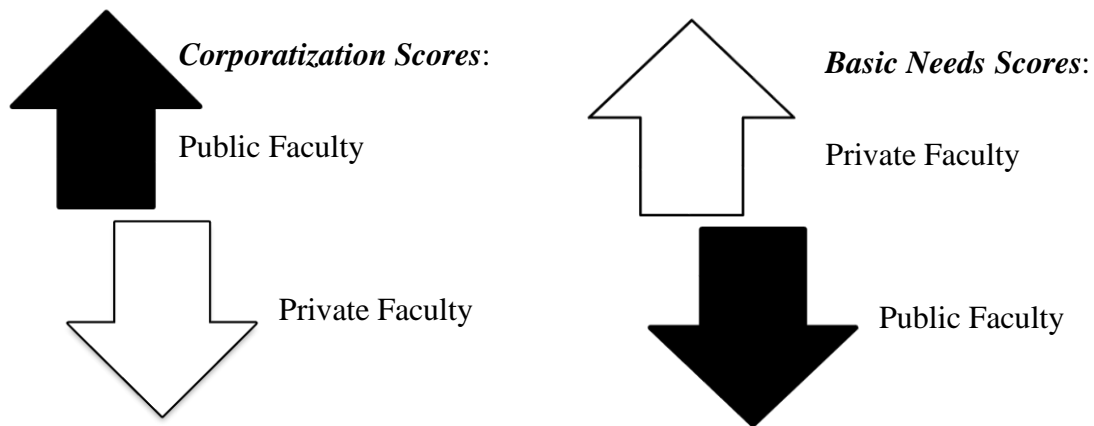 Corporatization Scores:
Public Faculty
Private Faculty
Basic Needs Scores:
Private Faculty
Public Faculty